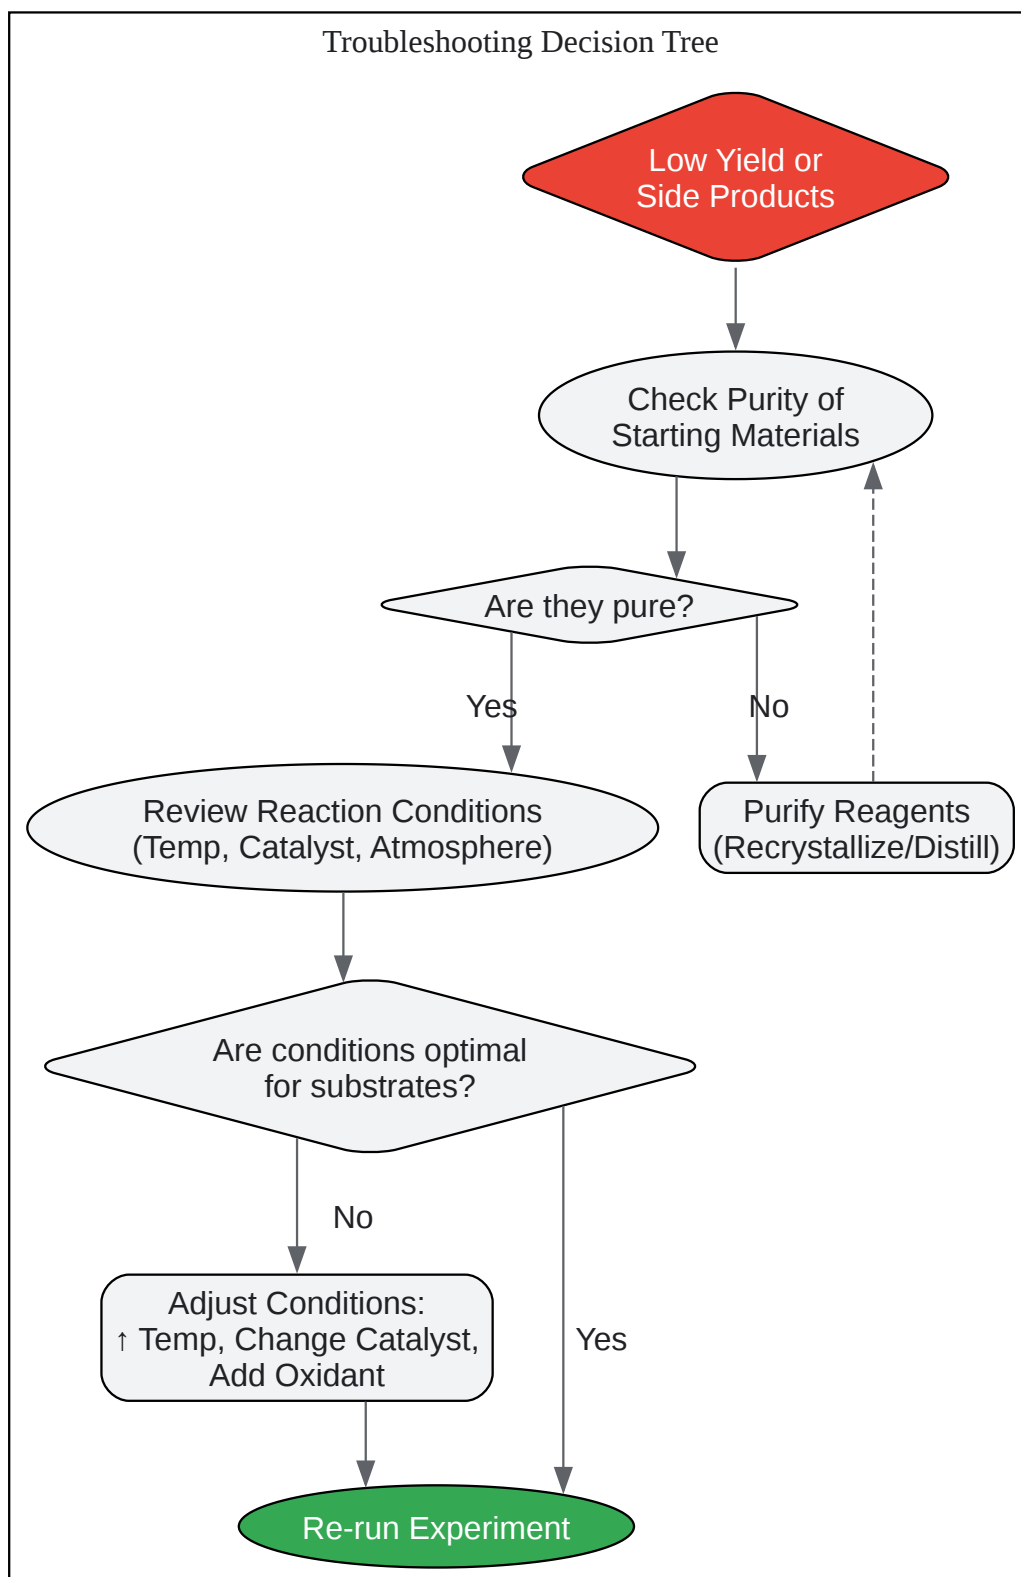 Troubleshooting Decision Tree
Low Yield or
Side Products
Check Purity of
Starting Materials
Are they pure?
Yes
No
Review Reaction Conditions
(Temp, Catalyst, Atmosphere)
Purify Reagents
(Recrystallize/Distill)
Are conditions optimal
for substrates?
No
Adjust Conditions:
↑ Temp, Change Catalyst,
Add Oxidant
Yes
Re-run Experiment